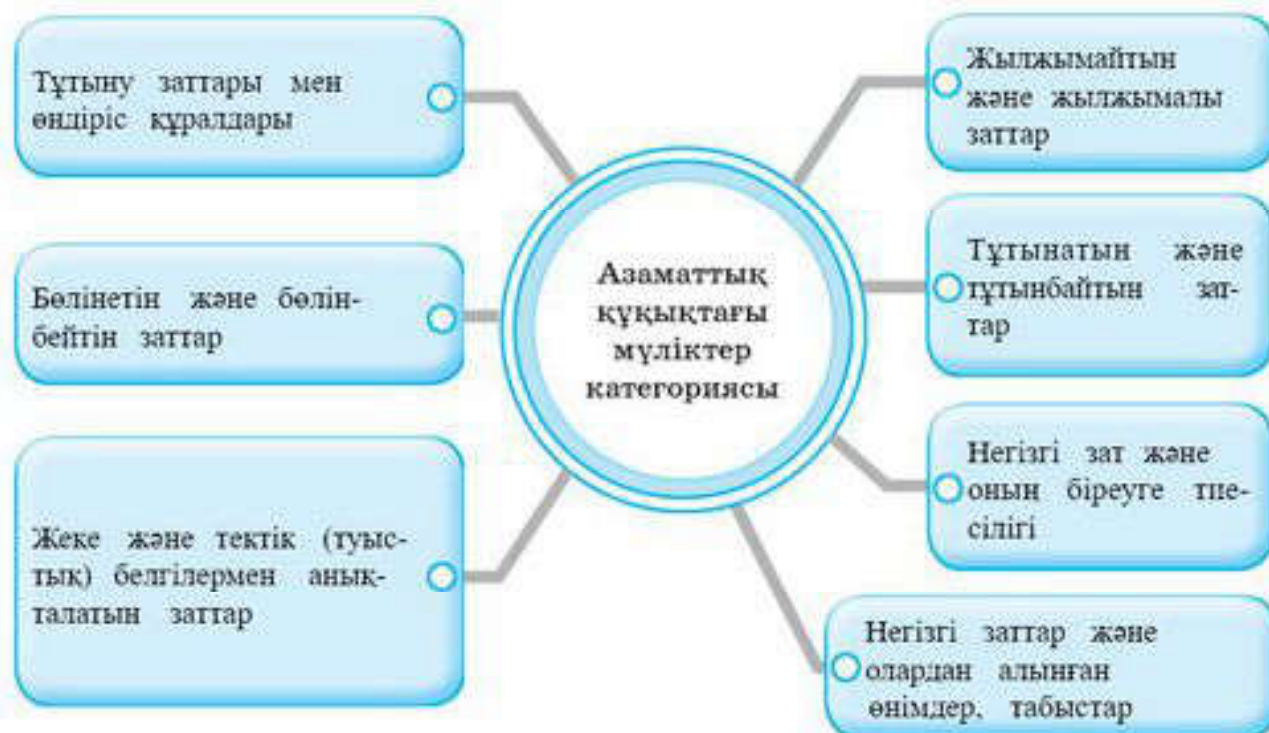 Тұтыну заттары мен
өндіріс құралдары
Бөлінетін және бөлін-
бейтін заттар
Жеке және тектік (туыс-
тық) белгілермен анық-
талатын заттар
Азаматтық
құқықтағы
мүліктер
категориясы
Жылжымайтын
және жылжымалы
заттар
Тұтынатын және
тұтынбайтын зат-
тар
Негізгі зат және
оның біреуге тие-
сілігі
Негізгі заттар және
олардан алынған
өнімдер, табыстар